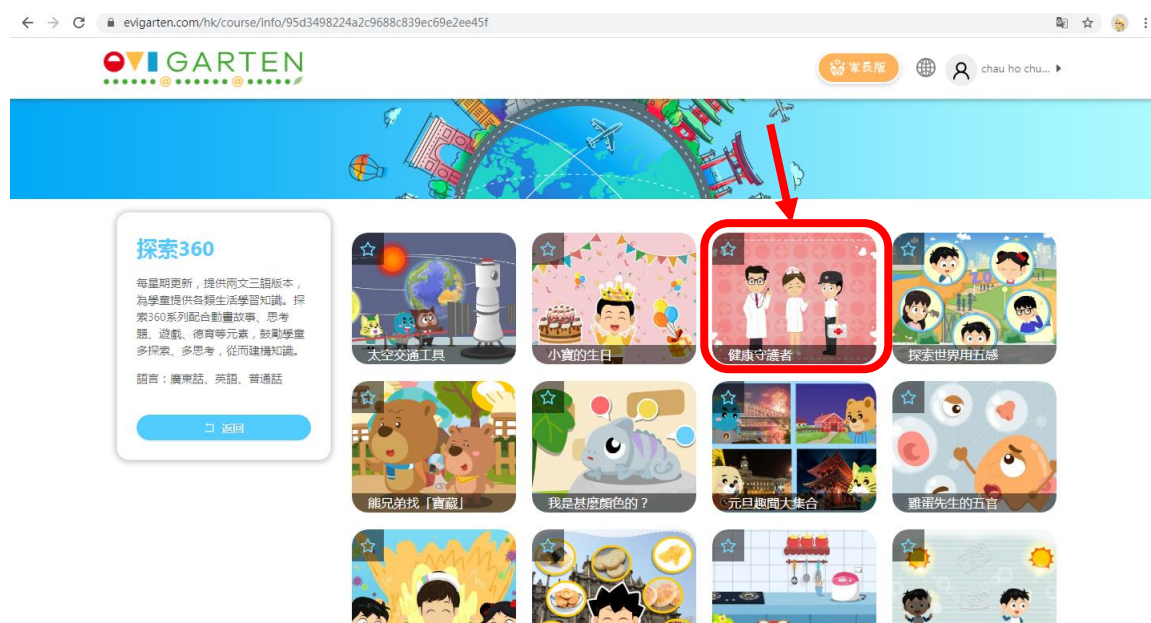 evigarten.com/hk/course/info/95d3498224a2c9688c839ec69e2ee45f
EVI GARTEN
家長版
chau ho chu...
探索360
每星期更新，提供兩文三語版本，
為學童提供各類生活學習知識。探
索360系列配合動畫故事、思考
題、遊戲、德育等元素，鼓勵學童
多探索、多思考，從而建構知識。
語言：廣東話、英語、普通話
返回
太空交通工具
小寶的生日
健康守護者
探索世界用五感
熊兄弟找「寶藏」
我是甚麼顏色的？
元旦趣聞大集合
雞蛋先生的五官